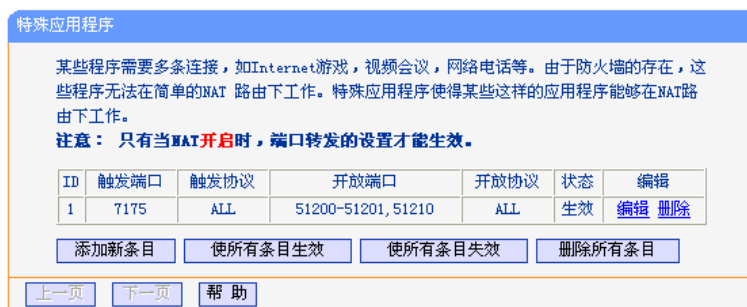 特殊应用程序
某些程序需要多条连接，如Internet游戏，视频会议，网络电话等。由于防火墙的存在，这
些程序无法在简单的NAT 路由下工作。特殊应用程序使得某些这样的应用程序能够在NAT路
由下工作。
注意： 只有当NAT开启时，端口转发的设置才能生效。
ID 触发端口 触发协议 开放端口 开放协议 状态 编辑
1 7175 ALL 51200-51201,51210 ALL 生效 编辑 删除
添加新条目 使所有条目生效 使所有条目失效 删除所有条目
上一页 下一页 帮 助